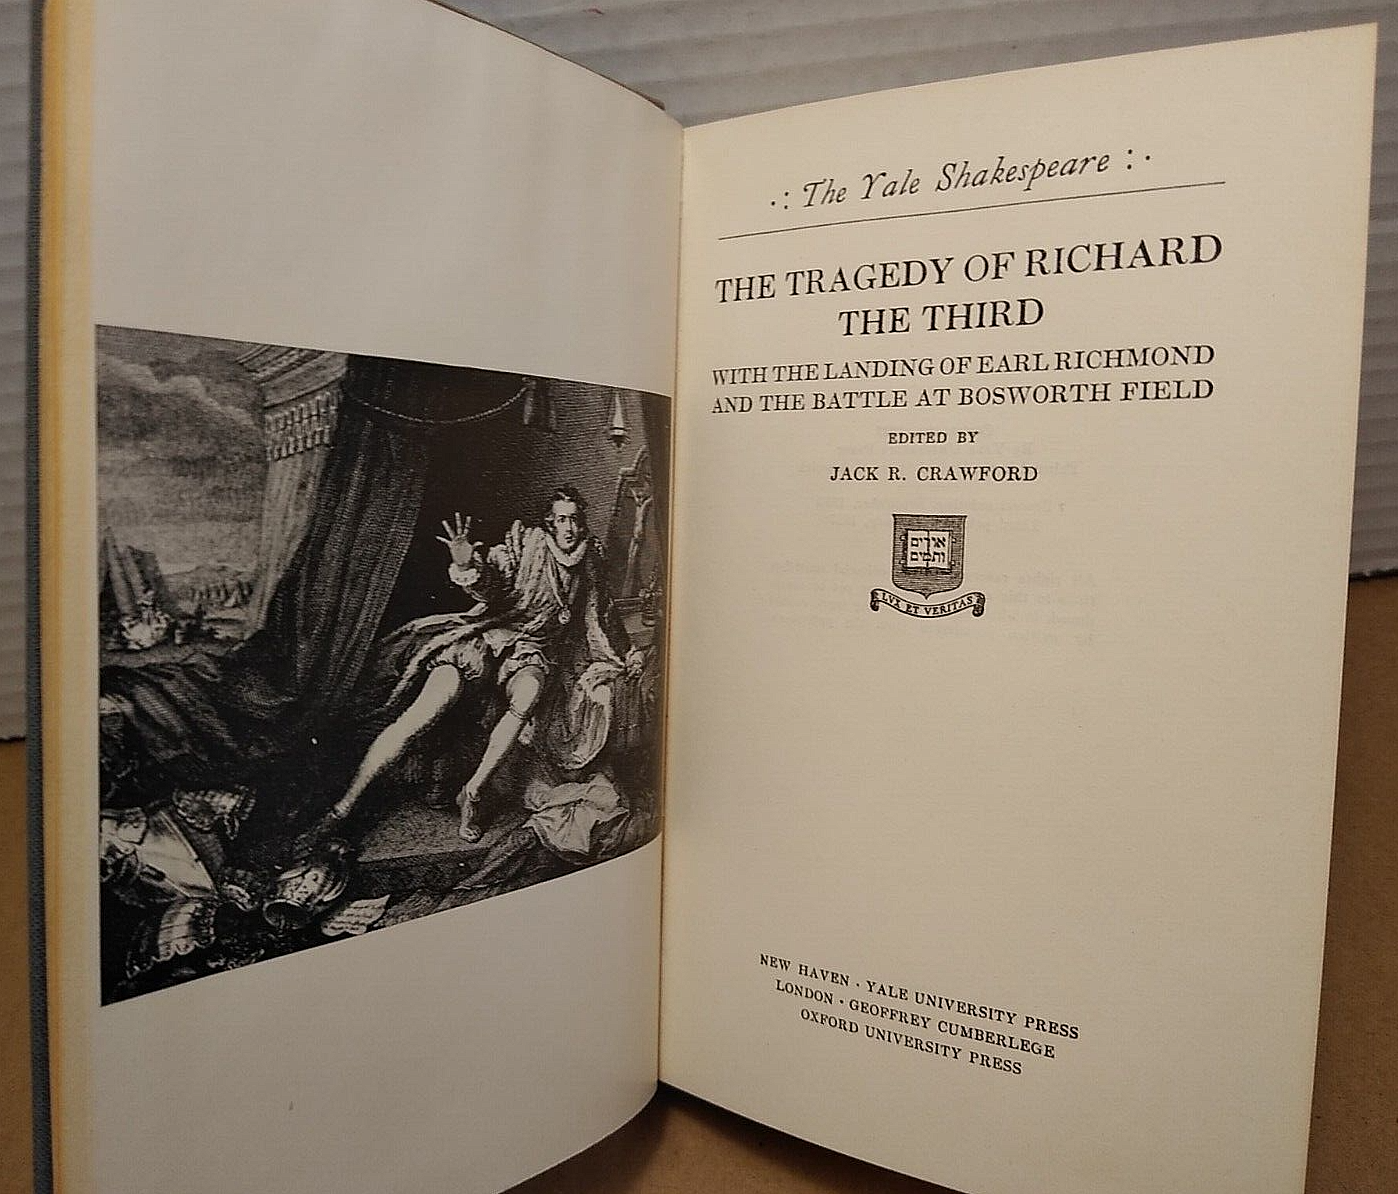 ·: The Yale Shakespeare :·
THE TRAGEDY OF RICHARD
THE THIRD
WITH THE LANDING OF EARL RICHMOND
AND THE BATTLE AT BOSWORTH FIELD
EDITED BY
JACK R. CRAWFORD
אורים
ותמים
LVX ET VERITAS
NEW HAVEN · YALE UNIVERSITY PRESS
LONDON · GEOFFREY CUMBERLEGE
OXFORD UNIVERSITY PRESS